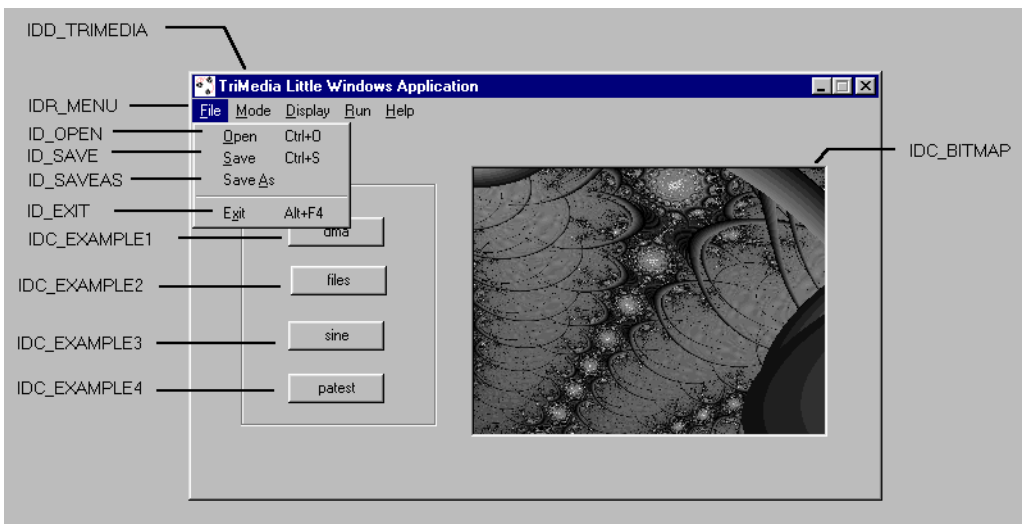 IDD_TRIMEDIA
TriMedia Little Windows Application
IDR_MENU
File Mode Display Run Help
ID_OPEN
Open Ctrl+O
ID_SAVE
Save Ctrl+S
IDC_BITMAP
ID_SAVEAS
Save As
ID_EXIT
Exit Alt+F4
IDC_EXAMPLE1
dma
IDC_EXAMPLE2
files
IDC_EXAMPLE3
sine
IDC_EXAMPLE4
patest